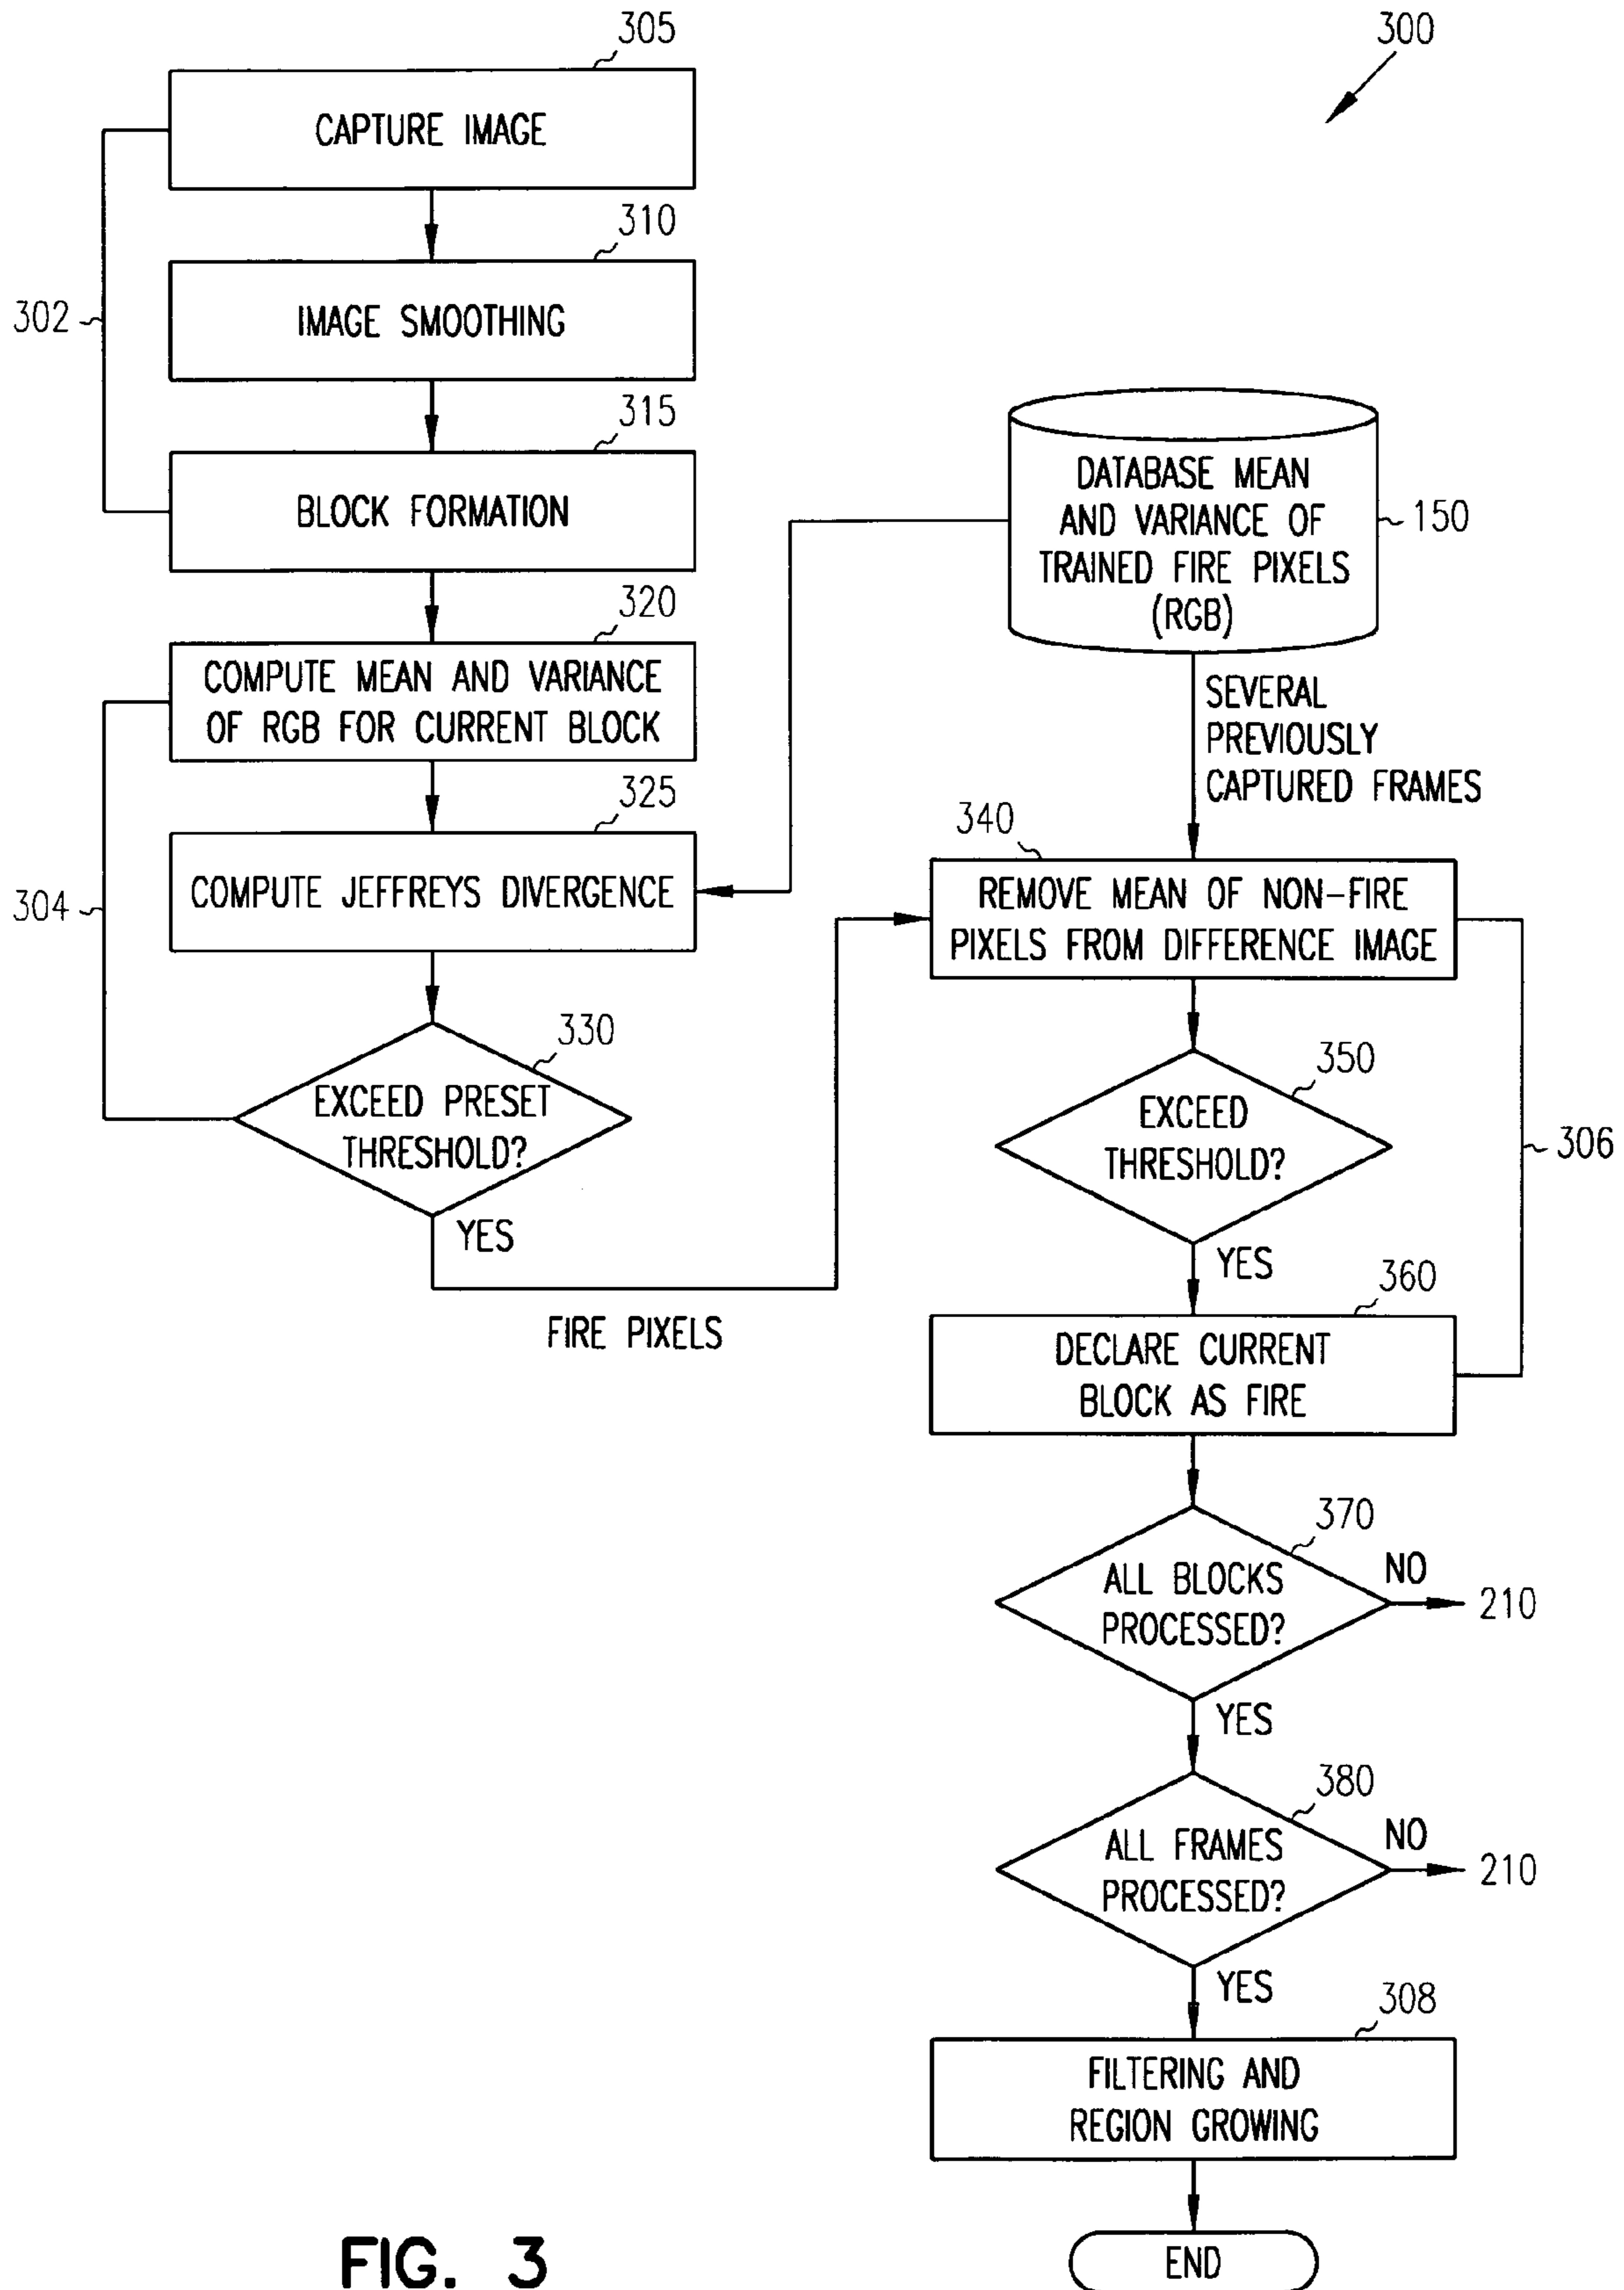 305
300
CAPTURE IMAGE
310
302
IMAGE SMOOTHING
315
BLOCK FORMATION
DATABASE MEAN
AND VARIANCE OF
TRAINED FIRE PIXELS
(RGB)
150
320
COMPUTE MEAN AND VARIANCE
OF RGB FOR CURRENT BLOCK
SEVERAL
PREVIOUSLY
CAPTURED FRAMES
325
304
COMPUTE JEFFREYS DIVERGENCE
340
REMOVE MEAN OF NON-FIRE
PIXELS FROM DIFFERENCE IMAGE
330
EXCEED PRESET
THRESHOLD?
YES
FIRE PIXELS
350
EXCEED
THRESHOLD?
306
YES
360
DECLARE CURRENT
BLOCK AS FIRE
370
ALL BLOCKS
PROCESSED?
NO
210
YES
380
ALL FRAMES
PROCESSED?
NO
210
YES
308
FILTERING AND
REGION GROWING
END
FIG. 3